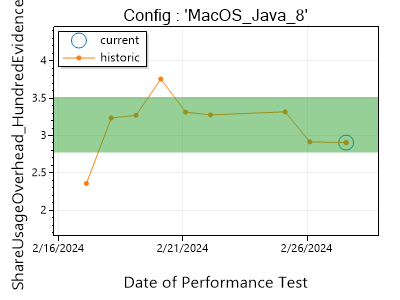 Config : 'MacOS_Java_8'
current
historic
ShareUsageOverhead_HundredEvidence
4
3.5
3
2.5
2
2/16/2024
2/21/2024
2/26/2024
Date of Performance Test